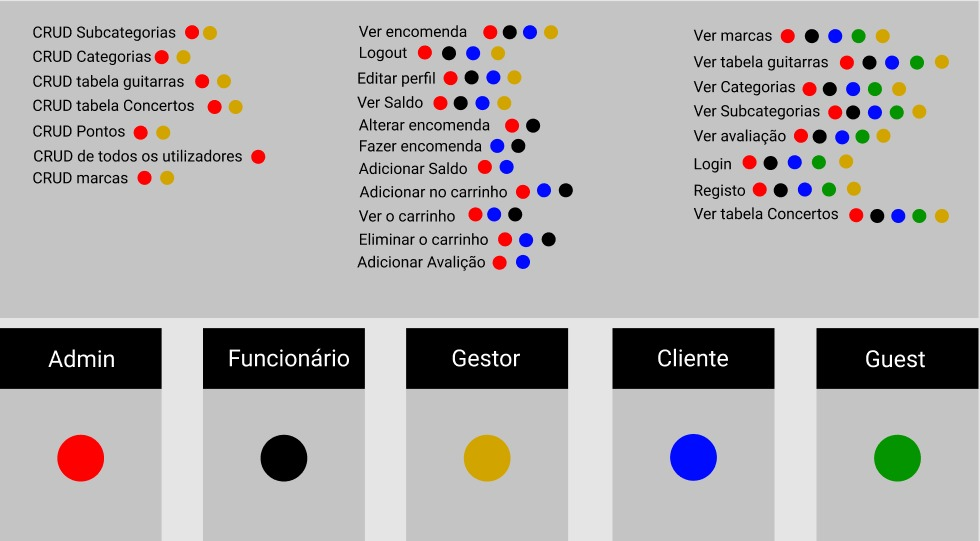 CRUD Subcategorias
CRUD Categorias
CRUD tabela guitarras
CRUD tabela Concertos
CRUD Pontos
CRUD de todos os utilizadores
CRUD marcas
Ver encomenda
Logout
Editar perfil
Ver Saldo
Alterar encomenda
Fazer encomenda
Adicionar Saldo
Adicionar no carrinho
Ver o carrinho
Eliminar o carrinho
Adicionar Avalição
Ver marcas
Ver tabela guitarras
Ver Categorias
Ver Subcategorias
Ver avaliação
Login
Registo
Ver tabela Concertos
Admin
Funcionário
Gestor
Cliente
Guest